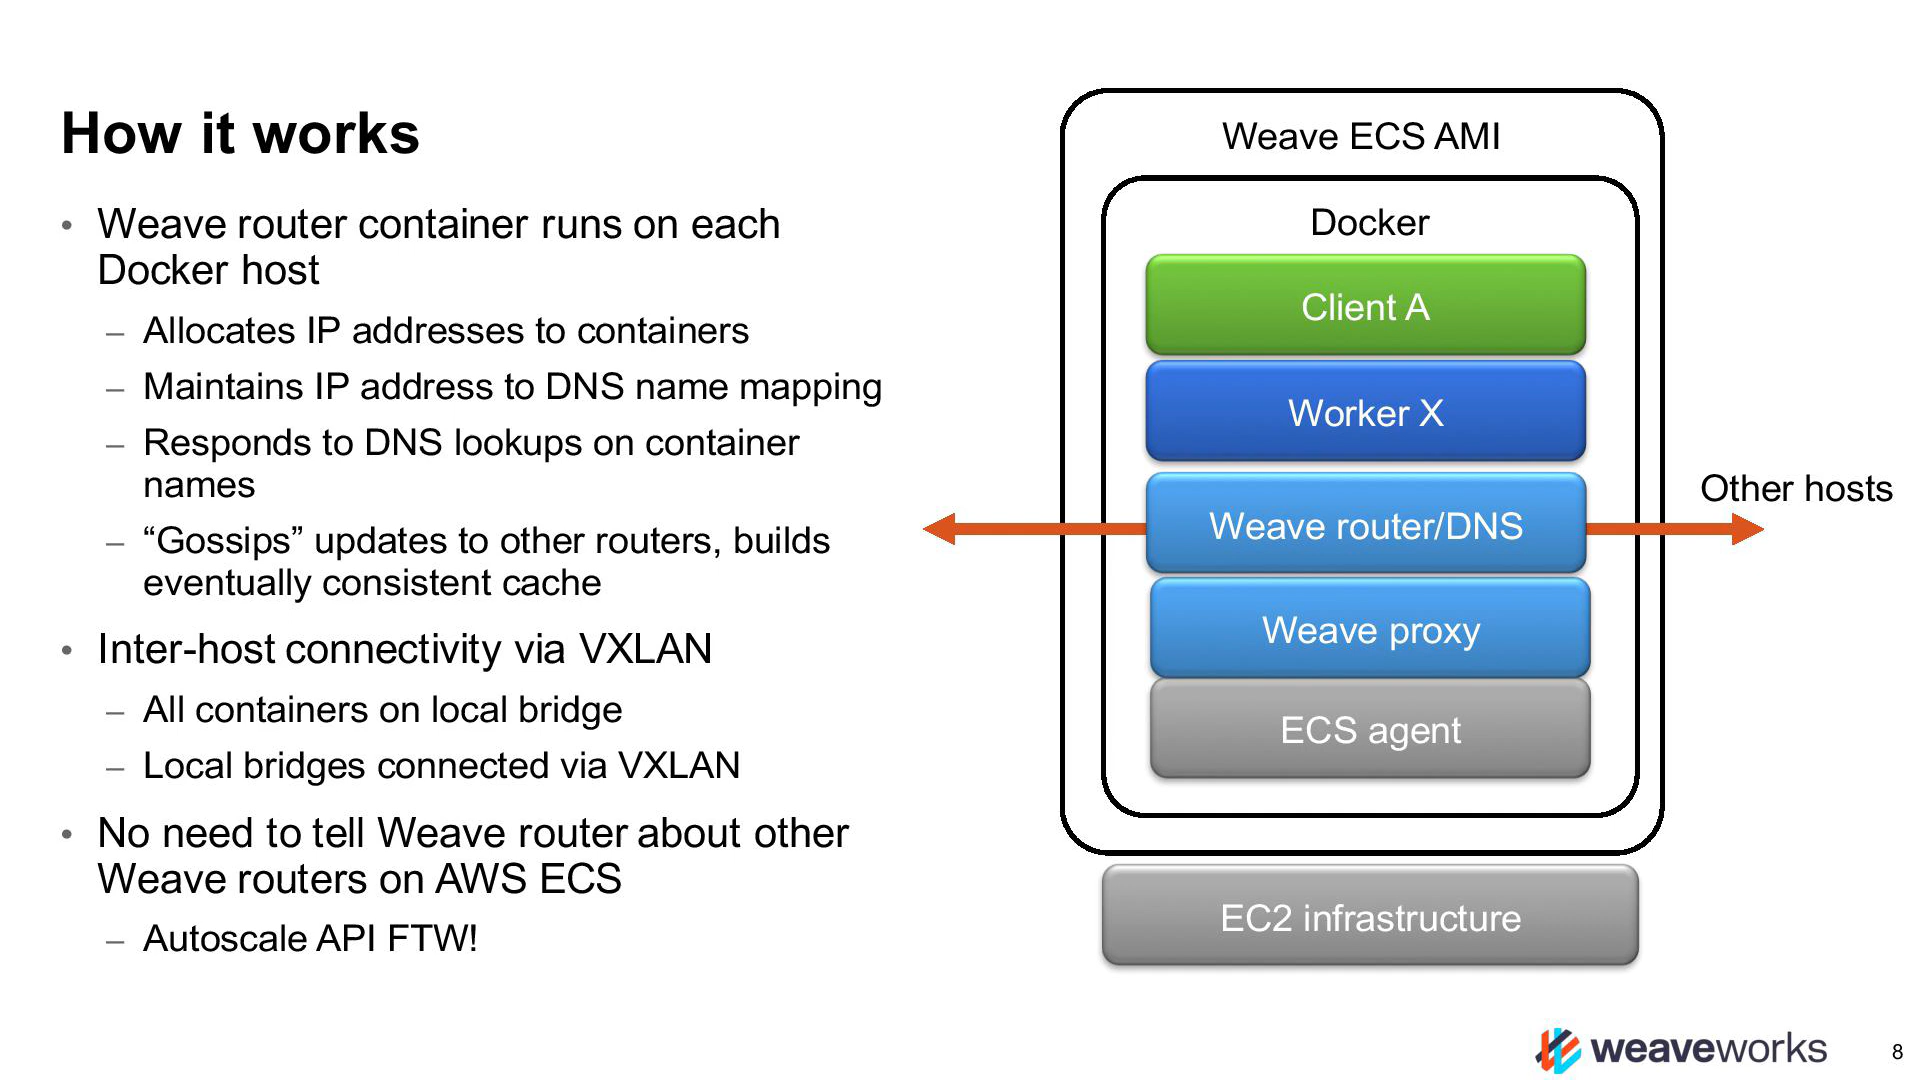 How it works
• Weave router container runs on each
Docker host
– Allocates IP addresses to containers
– Maintains IP address to DNS name mapping
– Responds to DNS lookups on container
names
– “Gossips” updates to other routers, builds
eventually consistent cache
• Inter-host connectivity via VXLAN
– All containers on local bridge
– Local bridges connected via VXLAN
• No need to tell Weave router about other
Weave routers on AWS ECS
– Autoscale API FTW!
Weave ECS AMI
Docker
Client A
Worker X
Weave router/DNS
Other hosts
Weave proxy
ECS agent
EC2 infrastructure
weaveworks
8